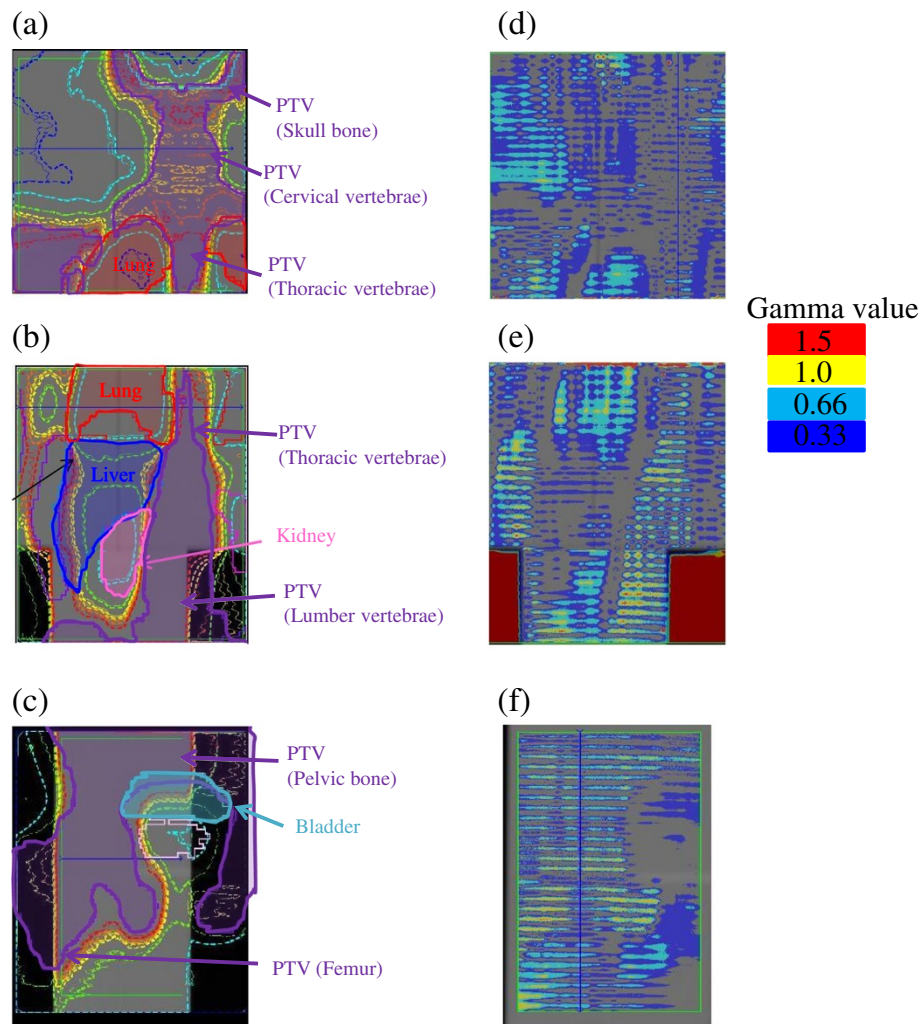 (a)
PTV
(Skull bone)
PTV
(Cervical vertebrae)
Lung
PTV
(Thoracic vertebrae)
(b)
Lung
PTV
(Thoracic vertebrae)
Liver
Kidney
PTV
(Lumber vertebrae)
(c)
PTV
(Pelvic bone)
Bladder
PTV (Femur)
(d)
(e)
(f)
Gamma value
1.5
1.0
0.66
0.33